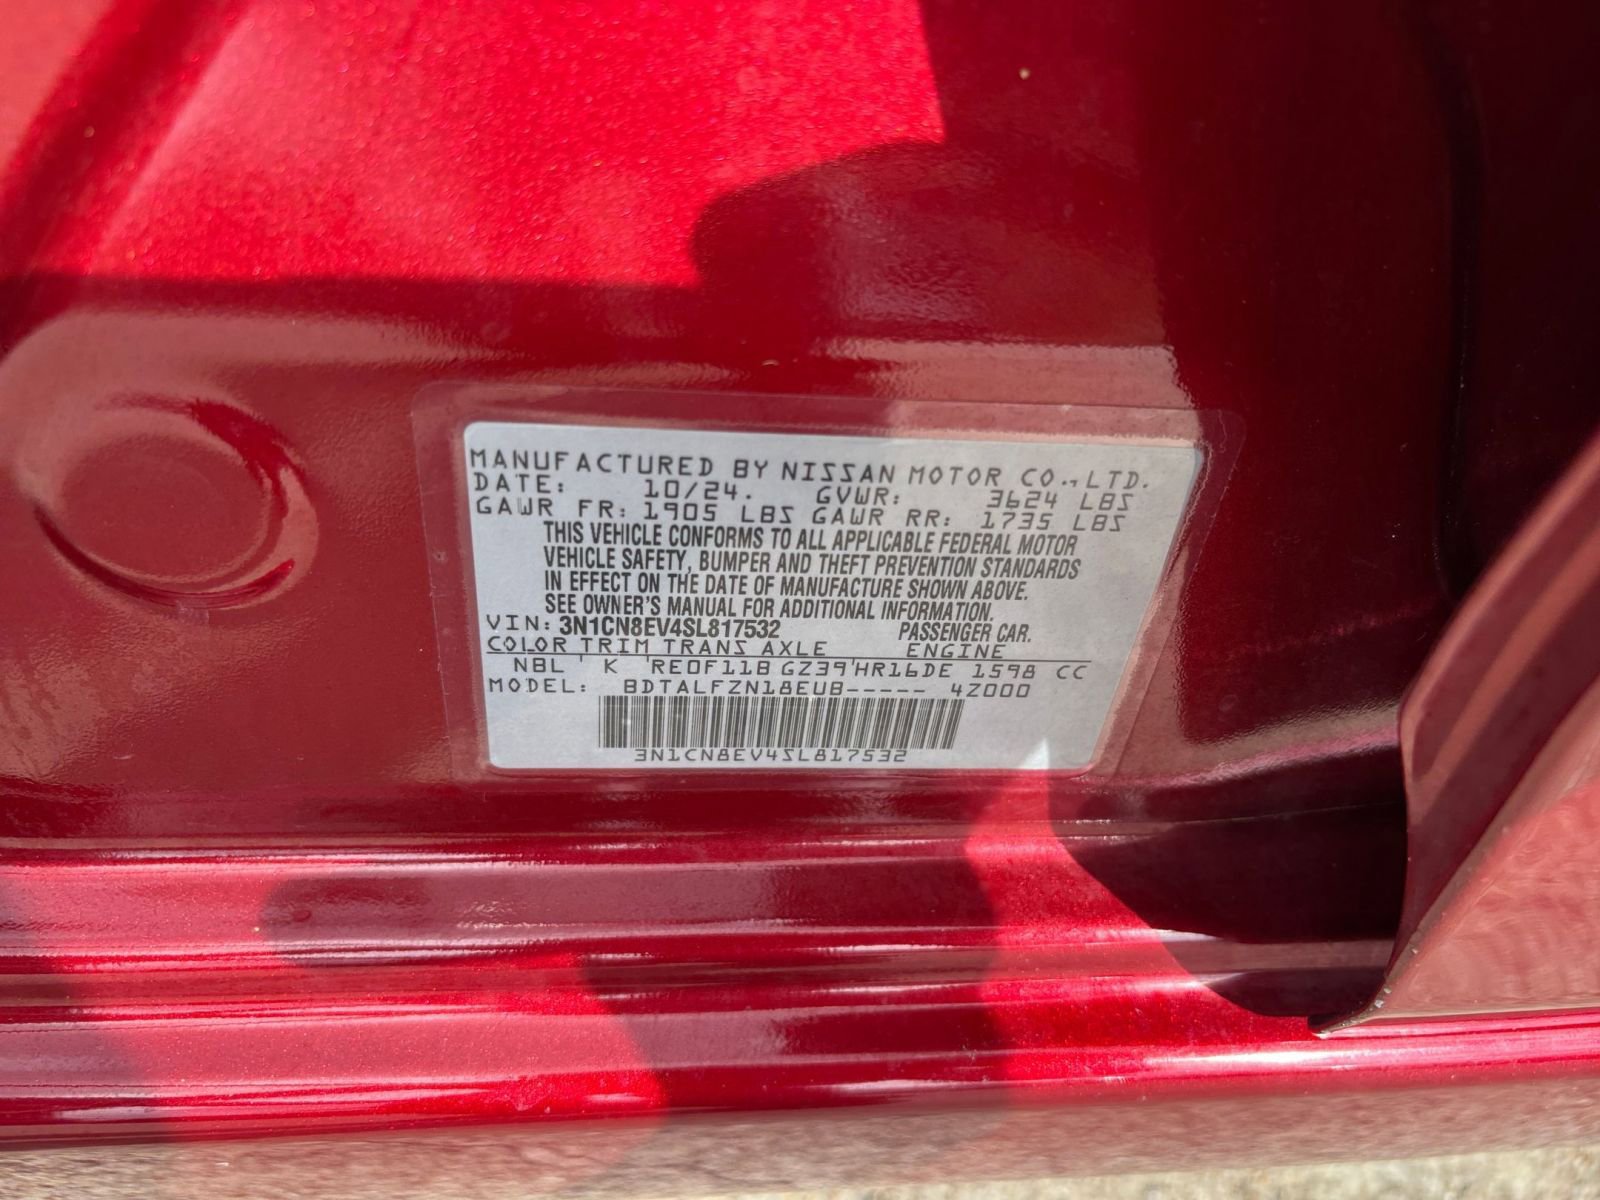 MANUFACTURED BY NISSAN MOTOR CO., LTD.
DATE: 10/24. GVWR: 3624 LBS
GAWR FR: 1905 LBS GAWR RR: 1735 LBS
THIS VEHICLE CONFORMS TO ALL APPLICABLE FEDERAL MOTOR
VEHICLE SAFETY, BUMPER AND THEFT PREVENTION STANDARDS
IN EFFECT ON THE DATE OF MANUFACTURE SHOWN ABOVE.
SEE OWNER'S MANUAL FOR ADDITIONAL INFORMATION.
VIN: 3N1CN8EV4SL817532 PASSENGER CAR.
COLOR TRIM TRANS AXLE ENGINE
NBL ' K 'RE0F11B GZ39'HR16DE 1598 CC
MODEL: BDTALFZN18EUB----- 4Z000
3N1CN8EV4SL817532